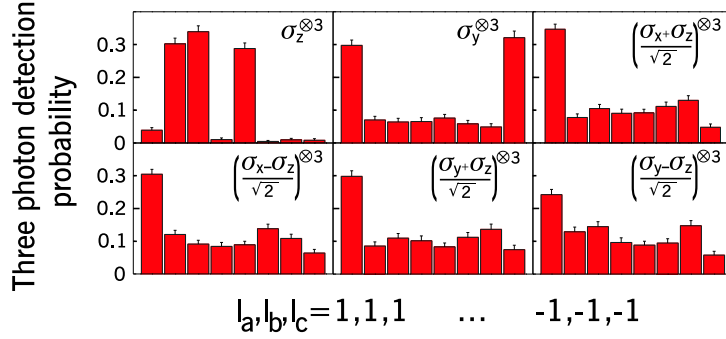 Three photon detection
probability
0.3
0.2
0.1
0
σz⊗3
σy⊗3
(σx+σz/√2)⊗3
0.3
0.2
0.1
0
(σx−σz/√2)⊗3
(σy+σz/√2)⊗3
(σy−σz/√2)⊗3
la,lb,lc=1,1,1 ... -1,-1,-1